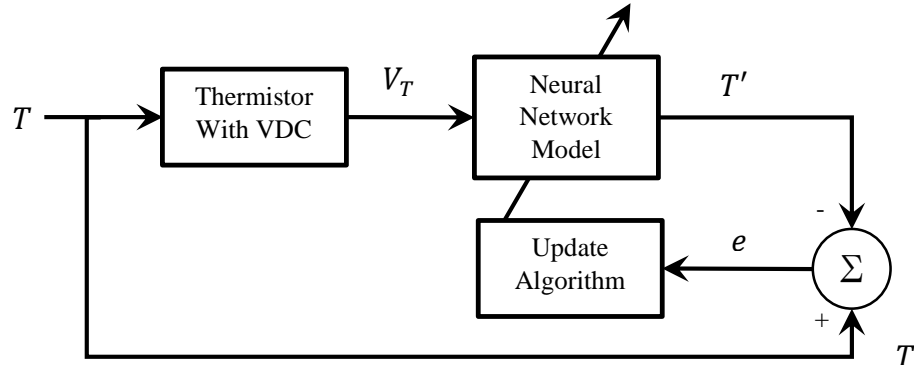 T
Thermistor
With VDC
V_T
Neural
Network
Model
T′
-
Update
Algorithm
e
Σ
+
T